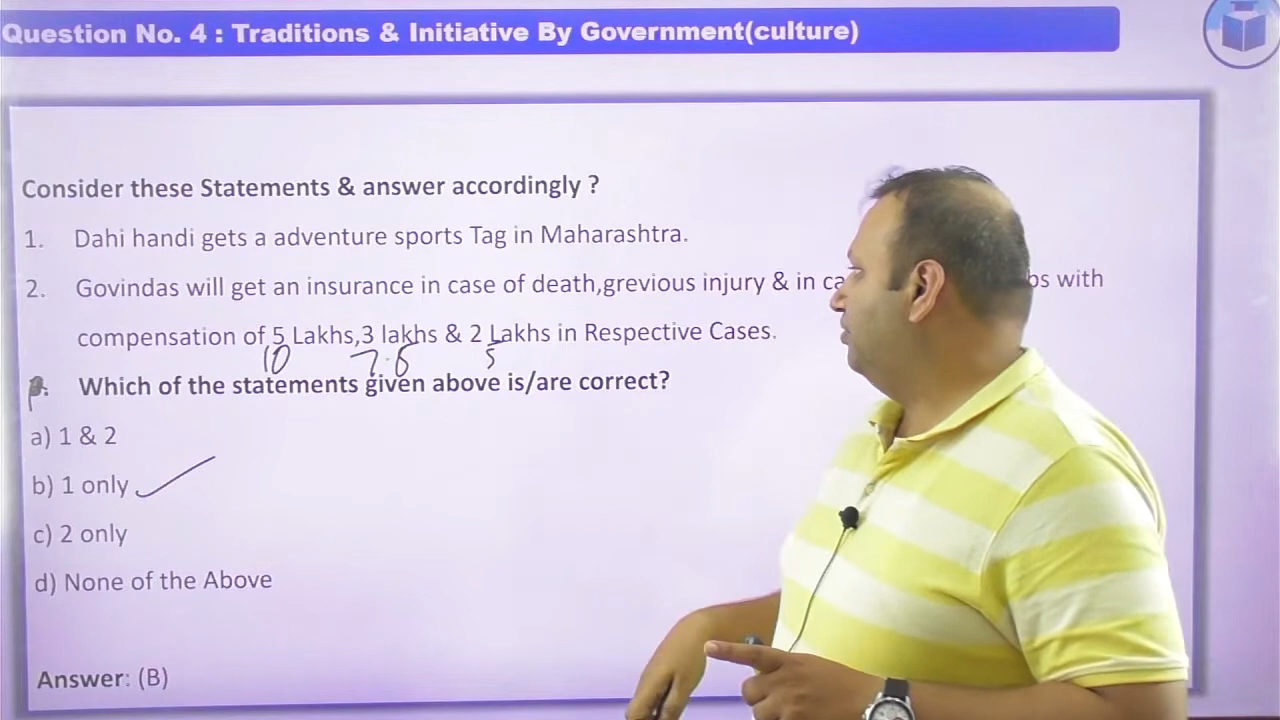 Question No. 4 : Traditions & Initiative By Government(culture)
Consider these Statements & answer accordingly ?
1. Dahi handi gets a adventure sports Tag in Maharashtra.
2. Govindas will get an insurance in case of death,grevious injury & in with
compensation of 5 Lakhs,3 lakhs & 2 Lakhs in Respective Cases.
10 7.5 5
Which of the statements given above is/are correct?
a) 1 & 2
b) 1 only
c) 2 only
d) None of the Above
Answer: (B)